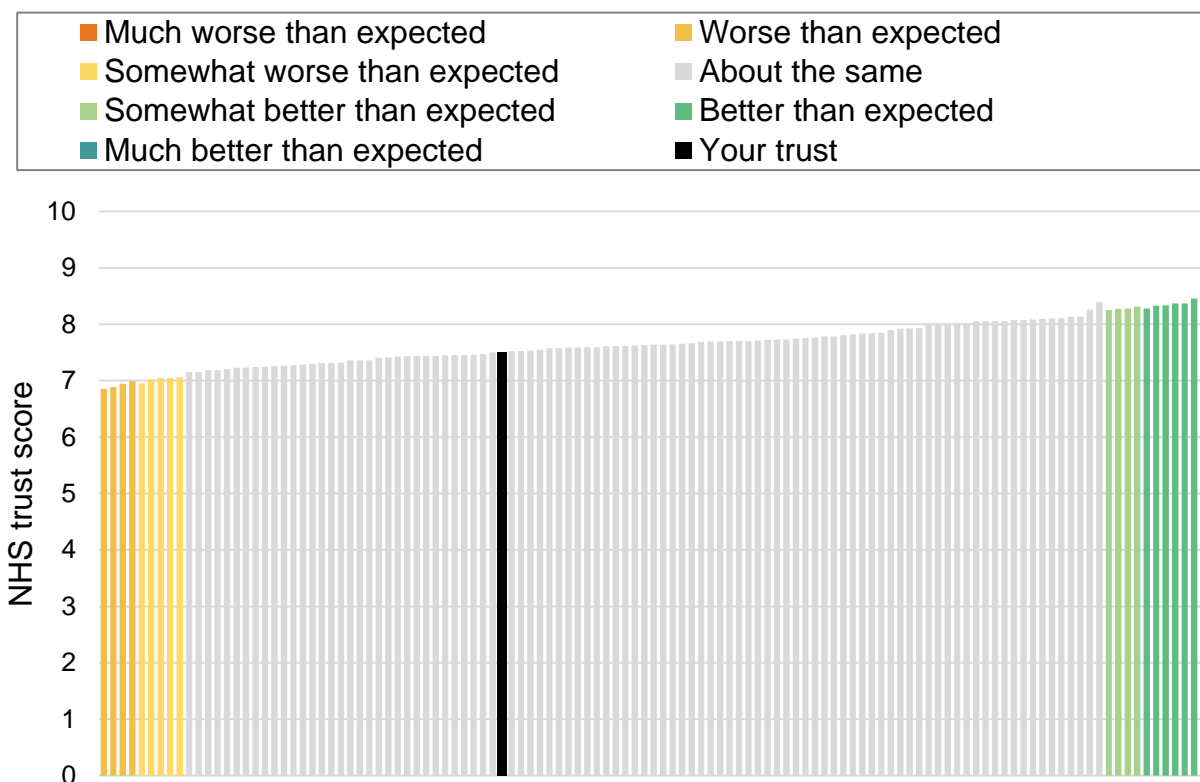 Much worse than expected
Worse than expected
Somewhat worse than expected
About the same
Somewhat better than expected
Better than expected
Much better than expected
Your trust
10
9
8
7
6
5
4
3
2
1
0
NHS trust score